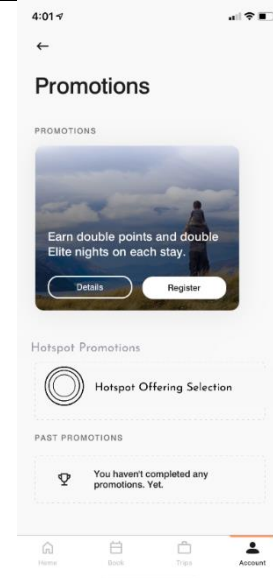 4:01
Promotions
PROMOTIONS
Earn double points and double
Elite nights on each stay.
Details
Register
Hotspot Promotions
Hotspot Offering Selection
PAST PROMOTIONS
You haven't completed any
promotions. Yet.
Home
Book
Trips
Account